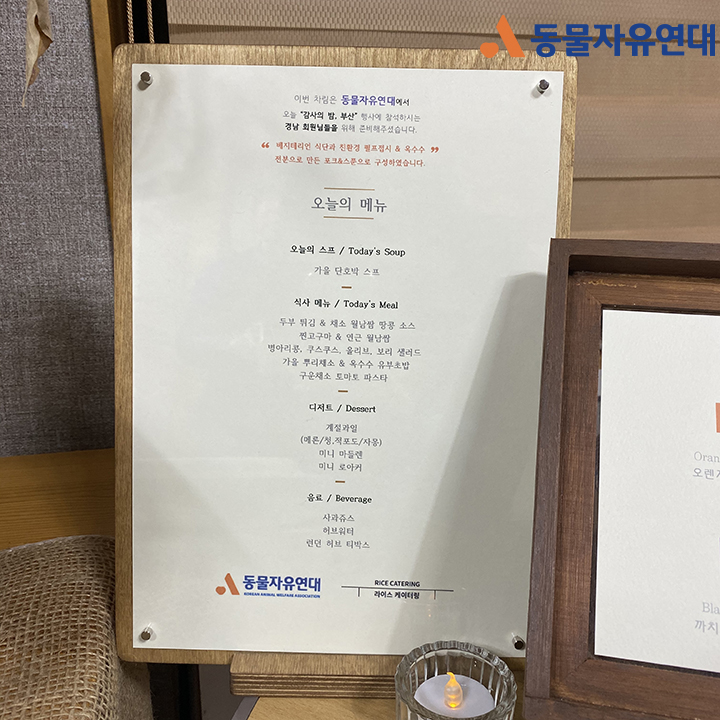 동물자유연대
이번 차림은 동물자유연대에서
오늘 "감사의 밤, 부산" 행사에 참석하시는
경남 회원님들을 위해 준비해주셨습니다.
“ 베지테리언 식단과 친환경 펄프접시 & 옥수수 ”
전분으로 만든 포크&스푼으로 구성하였습니다.
오늘의 메뉴
오늘의 스프 / Today's Soup
가을 단호박 스프
식사 메뉴 / Today's Meal
두부 튀김 & 채소 월남쌈 땅콩 소스
찐고구마 & 연근 월남쌈
병아리콩, 쿠스쿠스, 올리브, 보리 샐러드
가을 뿌리채소 & 옥수수 유부초밥
구운채소 토마토 파스타
디저트 / Dessert
계절과일
(메론/청,적포도/자몽)
미니 마들렌
미니 로아커
음료 / Beverage
사과쥬스
허브워터
런던 허브 티박스
동물자유연대
KOREAN ANIMAL WELFARE ASSOCIATION
RICE CATERING
라이스 케이터링
Oran
오렌지
Bla
까치